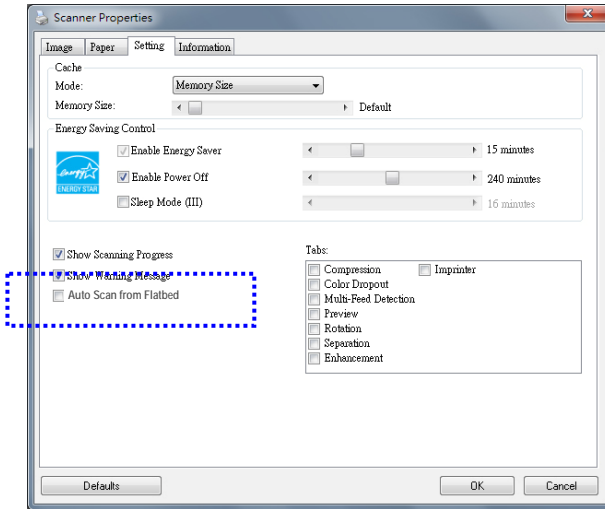 Scanner Properties
Image Paper Setting Information
Cache
Mode: Memory Size
Memory Size: Default
Energy Saving Control
Enable Energy Saver 15 minutes
Enable Power Off 240 minutes
Sleep Mode (III) 16 minutes
energy
ENERGY STAR
Show Scanning Progress
Show Warning Message
Auto Scan from Flatbed
Tabs:
Compression Imprinter
Color Dropout
Multi-Feed Detection
Preview
Rotation
Separation
Enhancement
Defaults OK Cancel